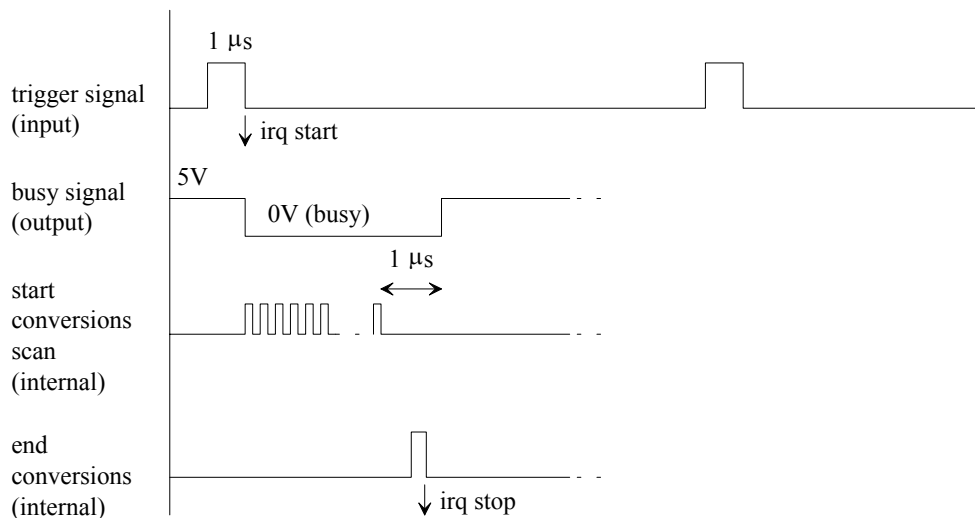 1 μs
trigger signal
(input)
irq start
5V
busy signal
(output)
0V (busy)
1 μs
start
conversions
scan
(internal)
end
conversions
(internal)
irq stop